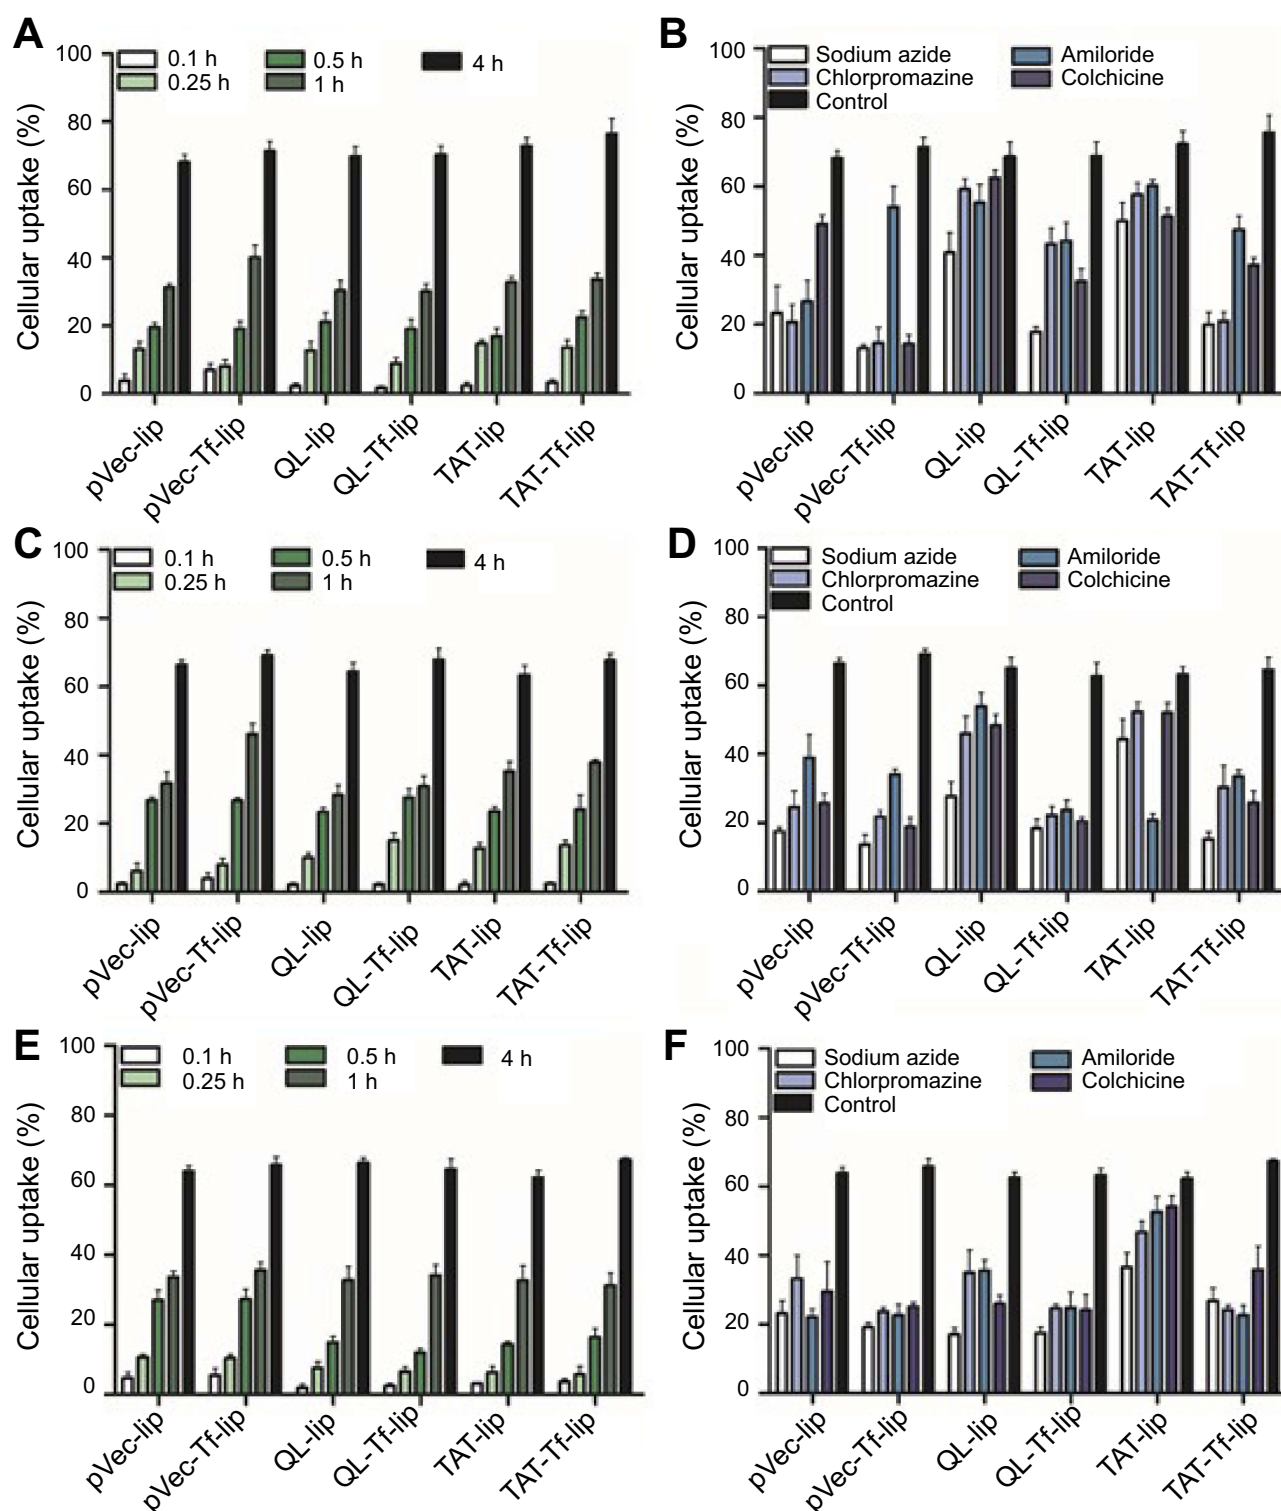 A
100
80
60
40
20
0
Cellular uptake (%)
0.1 h
0.25 h
0.5 h
1 h
4 h
pVec-lip
pVec-Tf-lip
QL-lip
QL-Tf-lip
TAT-lip
TAT-Tf-lip
B
100
80
60
40
20
0
Cellular uptake (%)
Sodium azide
Chlorpromazine
Control
Amiloride
Colchicine
pVec-lip
pVec-Tf-lip
QL-lip
QL-Tf-lip
TAT-lip
TAT-Tf-lip
C
100
80
60
40
20
0
Cellular uptake (%)
0.1 h
0.25 h
0.5 h
1 h
4 h
pVec-lip
pVec-Tf-lip
QL-lip
QL-Tf-lip
TAT-lip
TAT-Tf-lip
D
100
80
60
40
20
0
Cellular uptake (%)
Sodium azide
Chlorpromazine
Control
Amiloride
Colchicine
pVec-lip
pVec-Tf-lip
QL-lip
QL-Tf-lip
TAT-lip
TAT-Tf-lip
E
100
80
60
40
20
0
Cellular uptake (%)
0.1 h
0.25 h
0.5 h
1 h
4 h
pVec-lip
pVec-Tf-lip
QL-lip
QL-Tf-lip
TAT-lip
TAT-Tf-lip
F
100
80
60
40
20
0
Cellular uptake (%)
Sodium azide
Chlorpromazine
Control
Amiloride
Colchicine
pVec-lip
pVec-Tf-lip
QL-lip
QL-Tf-lip
TAT-lip
TAT-Tf-lip